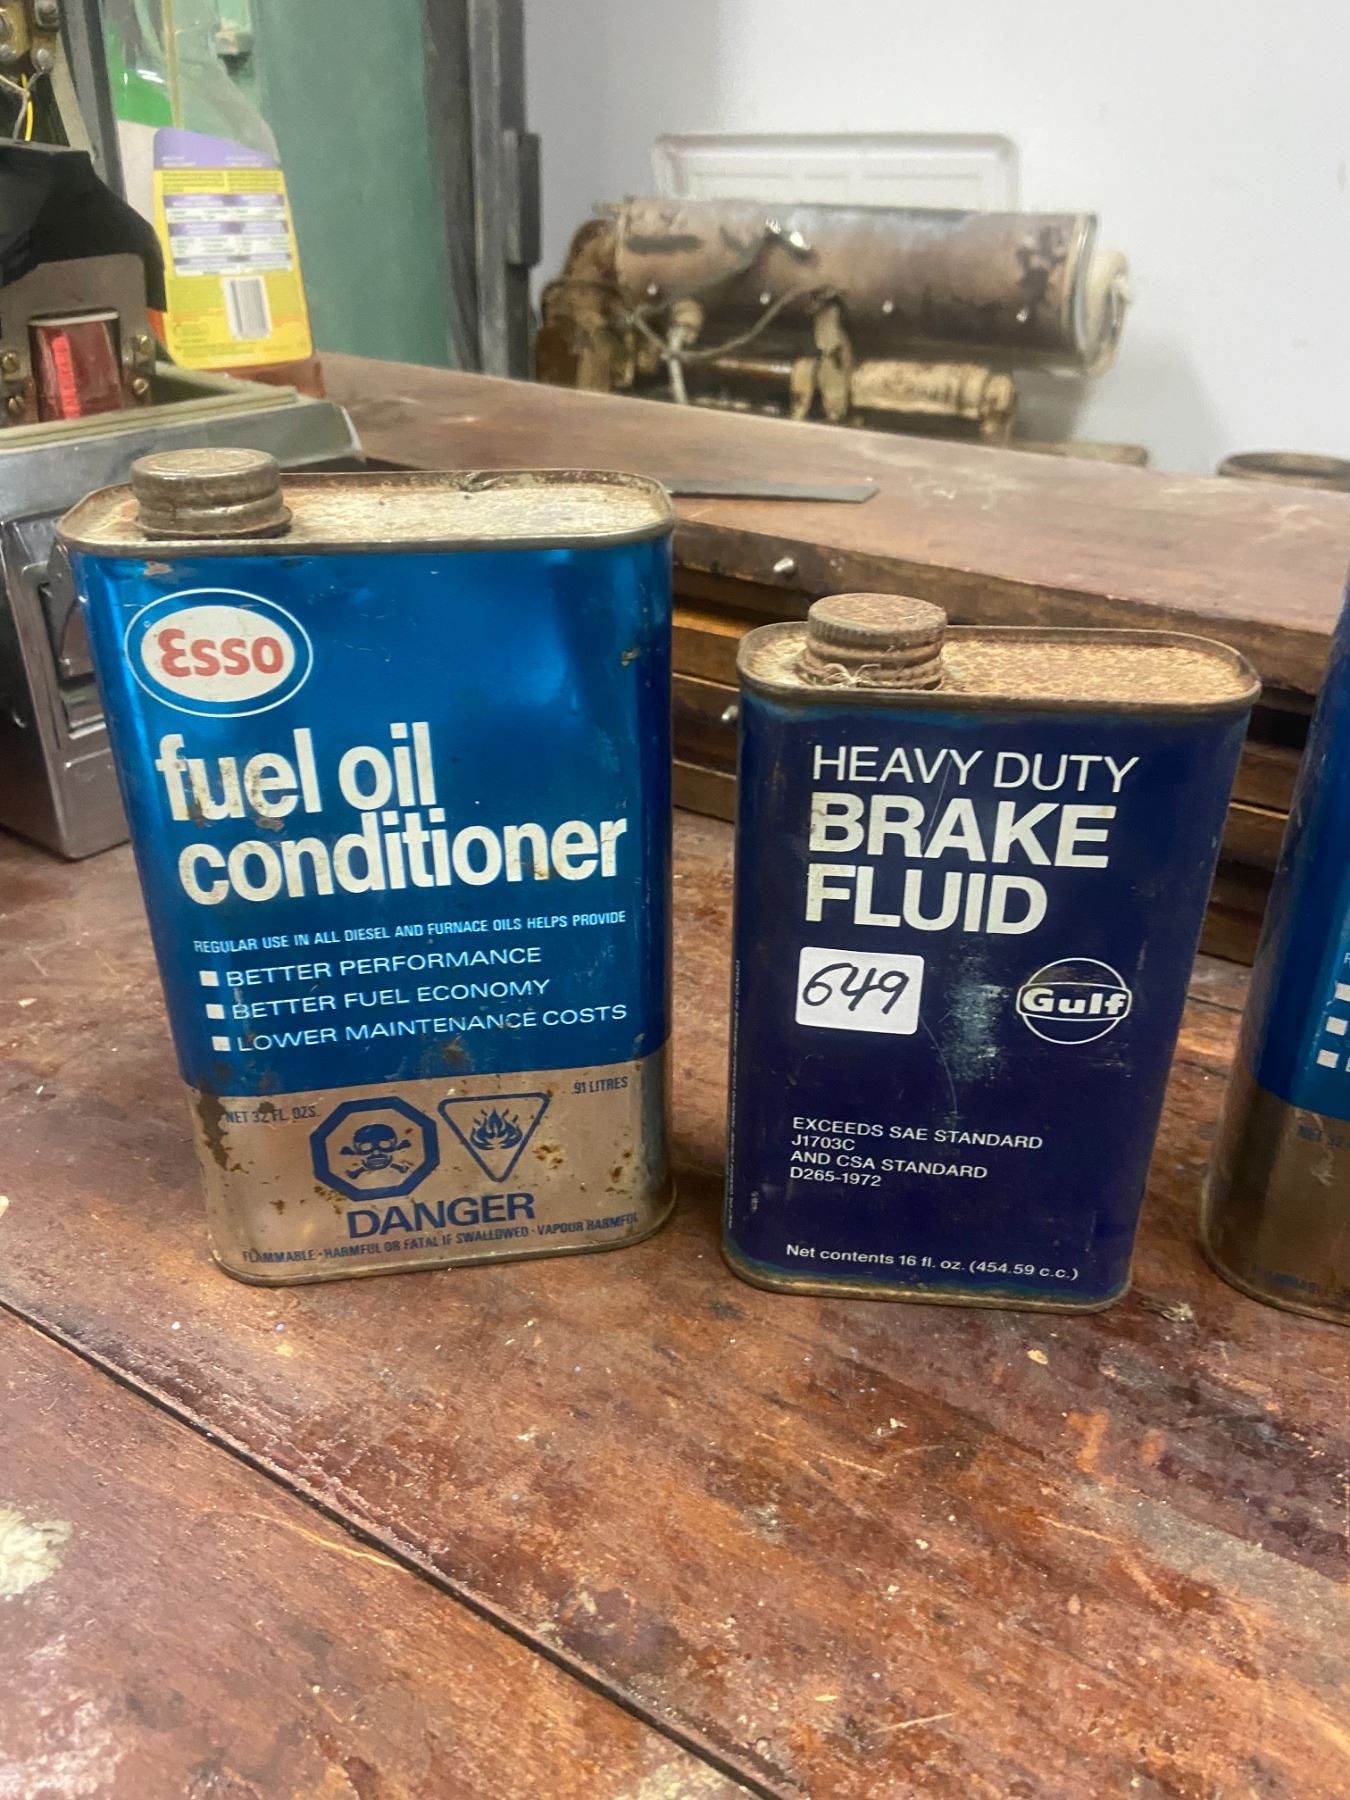 Esso
fuel oil
conditioner
REGULAR USE IN ALL DIESEL AND FURNACE OILS HELPS PROVIDE
BETTER PERFORMANCE
BETTER FUEL ECONOMY
LOWER MAINTENANCE COSTS
NET 32 FL. OZS.
.91 LITRES
DANGER
FLAMMABLE - HARMFUL OR FATAL IF SWALLOWED - VAPOUR HARMFUL
HEAVY DUTY
BRAKE
FLUID
649
Gulf
EXCEEDS SAE STANDARD
J1703C
AND CSA STANDARD
D265-1972
Net contents 16 fl. oz. (454.59 c.c.)